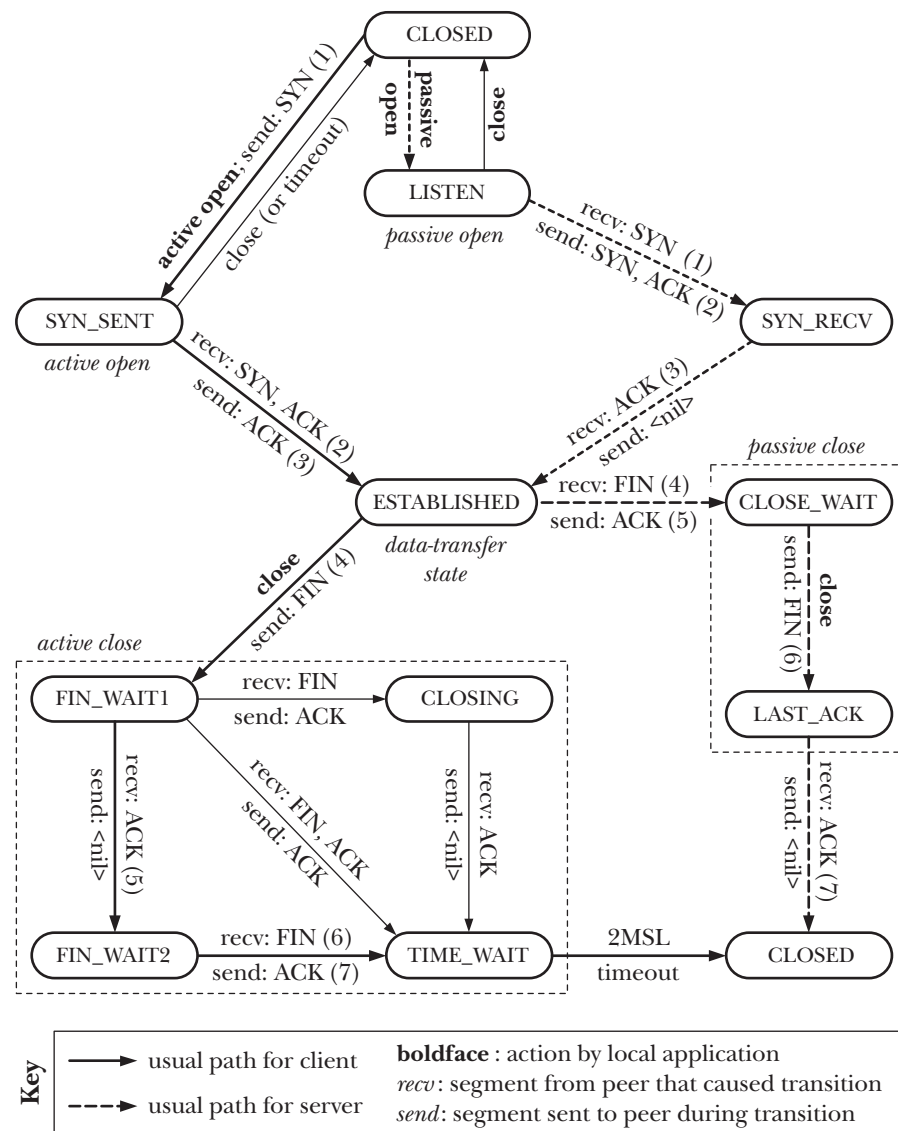 CLOSED
active open; send: SYN (1)
close (or timeout)
passive
open
close
LISTEN
passive open
recv: SYN (1)
send: SYN, ACK (2)
SYN_SENT
active open
SYN_RECV
recv: SYN, ACK (2)
send: ACK (3)
recv: ACK (3)
send: <nil>
passive close
ESTABLISHED
data-transfer
state
recv: FIN (4)
send: ACK (5)
CLOSE_WAIT
close
send: FIN (4)
close
send: FIN (6)
active close
FIN_WAIT1
recv: FIN
send: ACK
CLOSING
LAST_ACK
recv: ACK (5)
send: <nil>
recv: FIN, ACK
send: ACK
recv: ACK
send: <nil>
recv: ACK (7)
send: <nil>
FIN_WAIT2
recv: FIN (6)
send: ACK (7)
TIME_WAIT
2MSL
timeout
CLOSED
Key
usual path for client
usual path for server
boldface : action by local application
recv: segment from peer that caused transition
send: segment sent to peer during transition